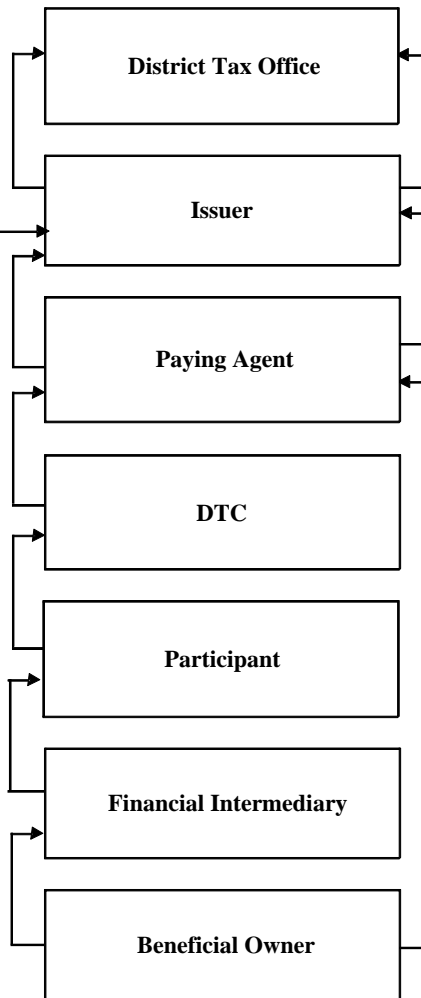 District Tax Office
Issuer
Paying Agent
DTC
Participant
Financial Intermediary
Beneficial Owner